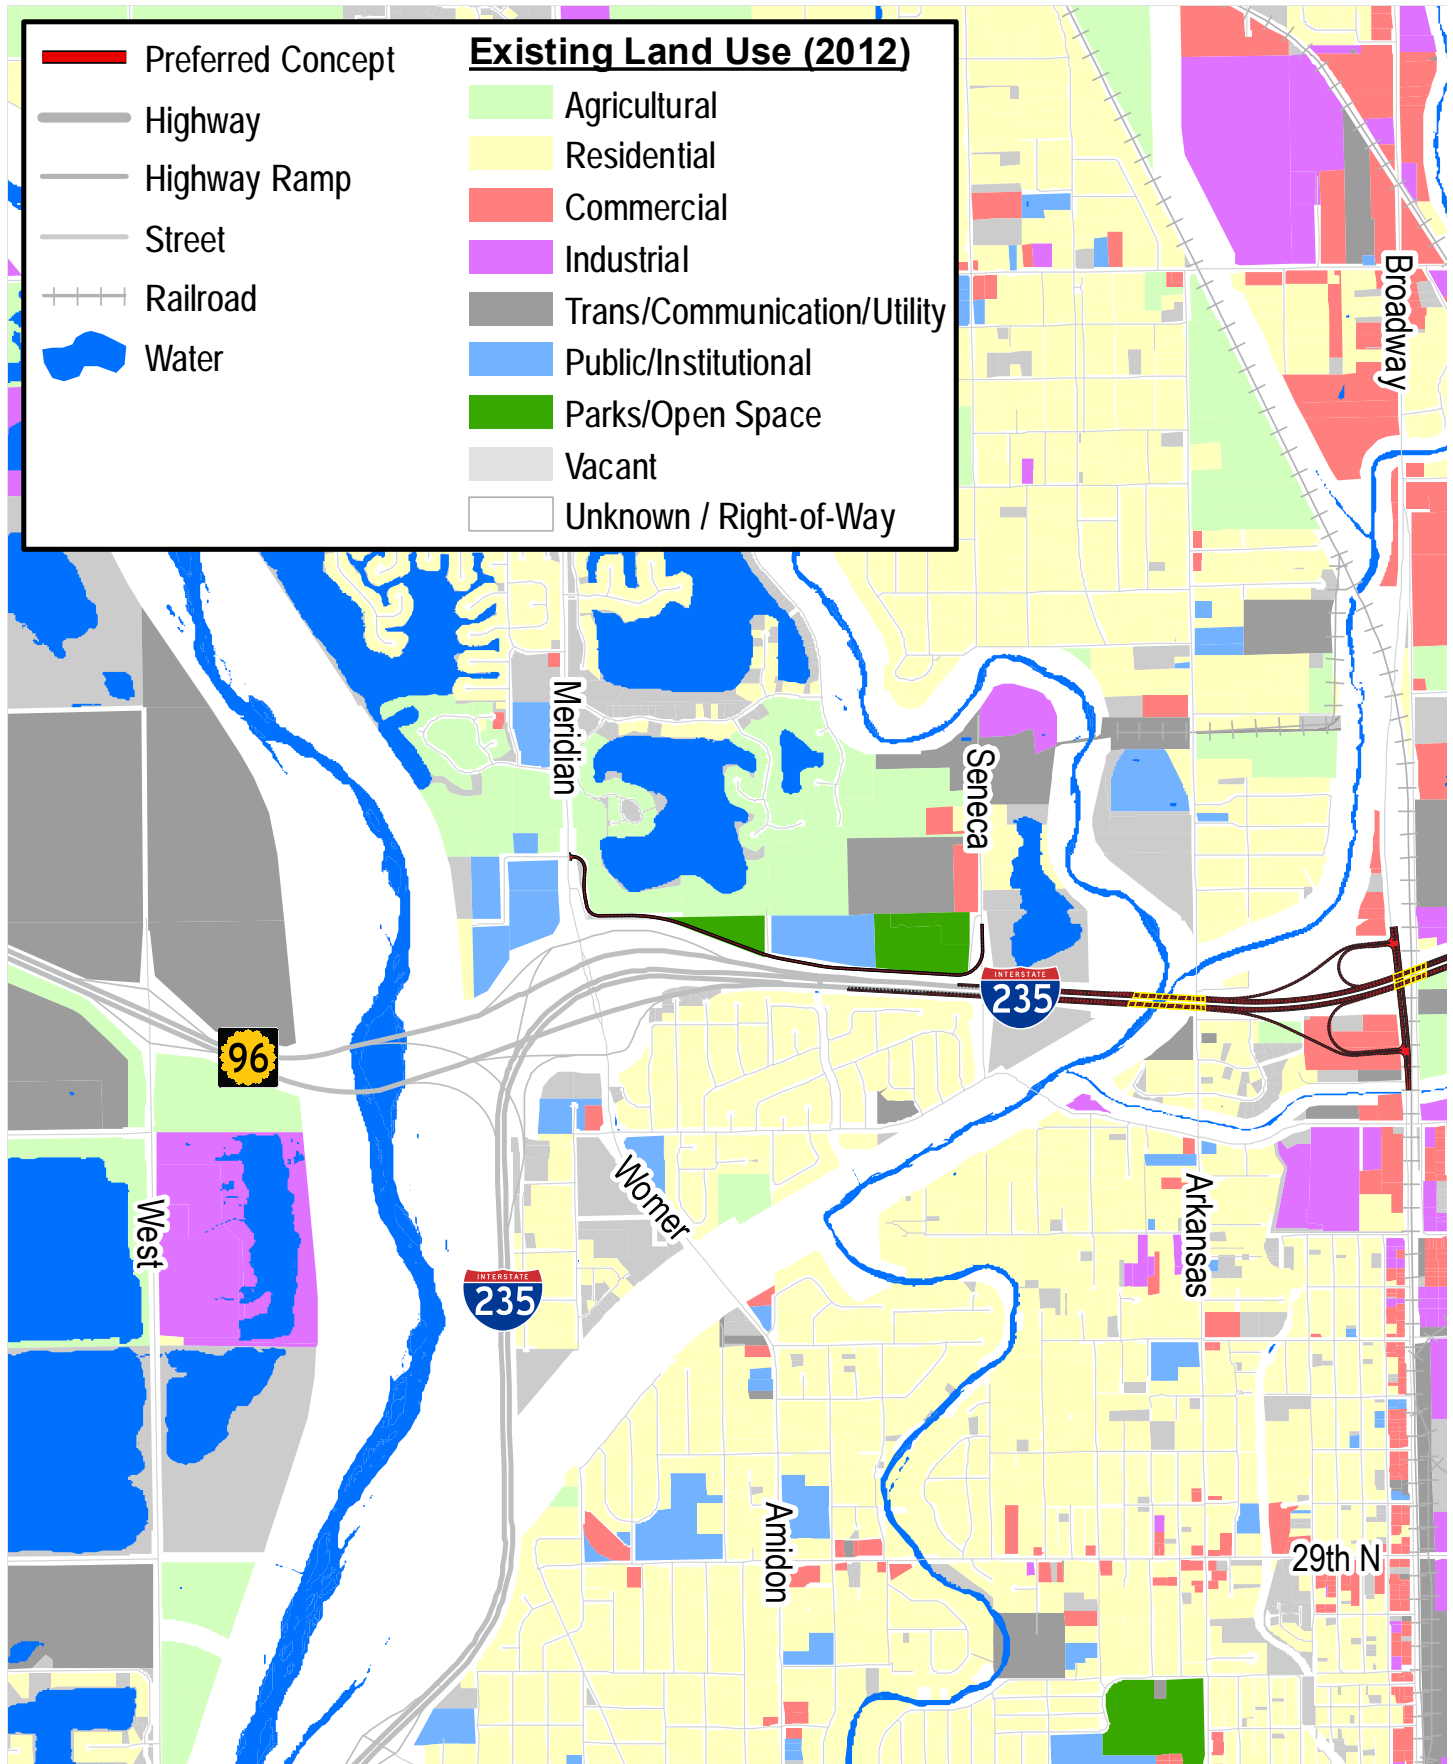 Preferred Concept
Highway
Highway Ramp
Street
Railroad
Water
Existing Land Use (2012)
Agricultural
Residential
Commercial
Industrial
Trans/Communication/Utility
Public/Institutional
Parks/Open Space
Vacant
Unknown / Right-of-Way
Broadway
Meridian
Seneca
INTERSTATE
235
96
Womer
West
Arkansas
INTERSTATE
235
Amidon
29th N